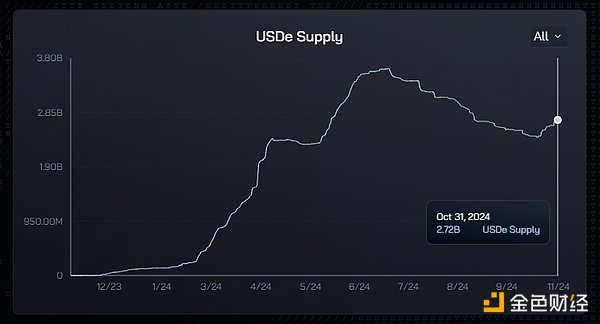 USDe Supply
All
3.80B
2.85B
1.90B
950.00M
0
Oct 31, 2024
2.72B USDe Supply
12/23 1/24 3/24 4/24 5/24 6/24 7/24 8/24 9/24 11/24
金色财经